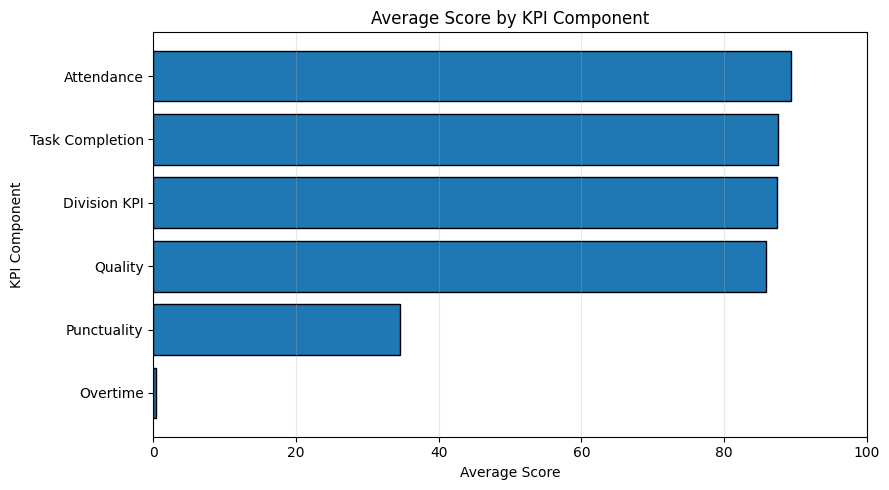 Average Score by KPI Component
KPI Component
Attendance
Task Completion
Division KPI
Quality
Punctuality
Overtime
0 20 40 60 80 100
Average Score